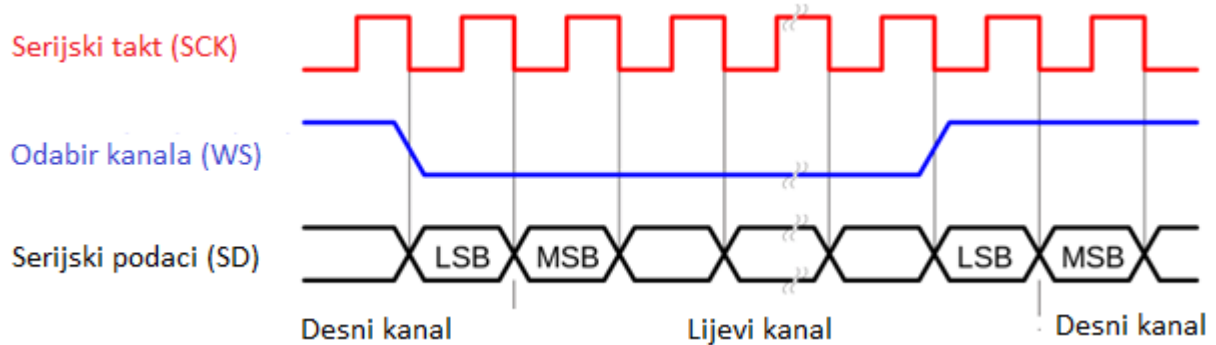 Serijski takt (SCK)
Odabir kanala (WS)
Serijski podaci (SD)
LSB MSB LSB MSB
Desni kanal Lijevi kanal Desni kanal